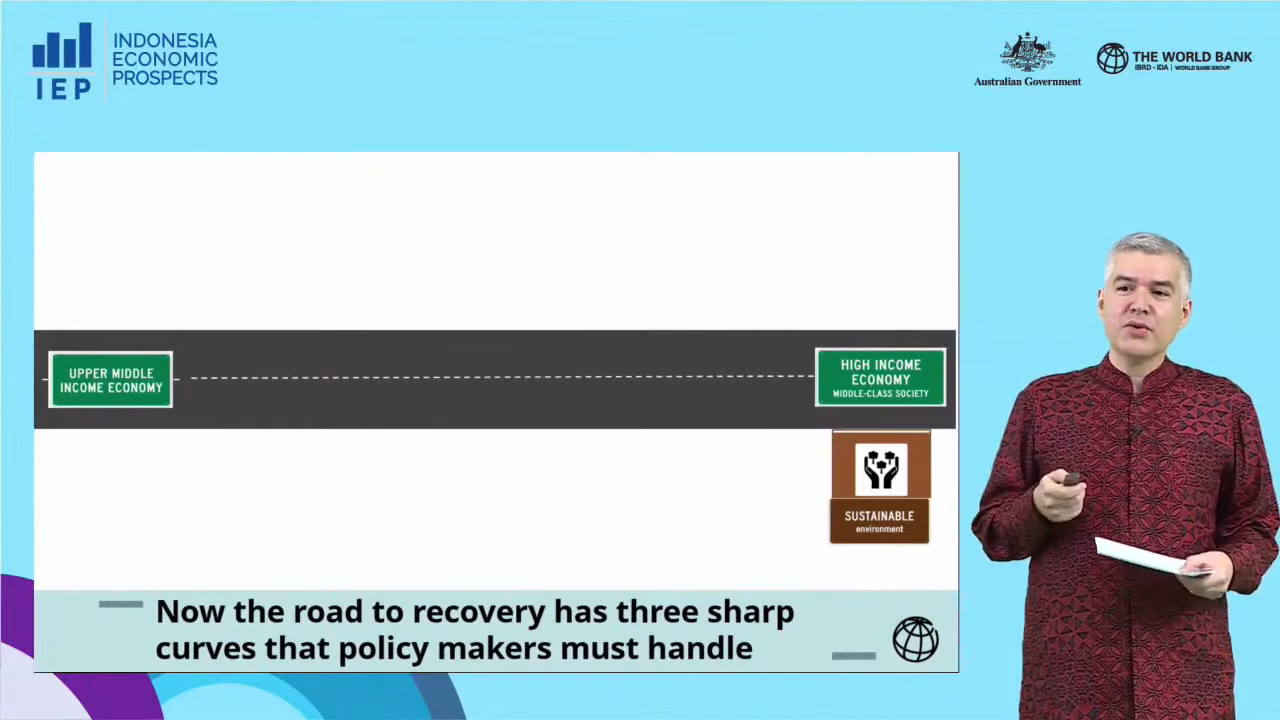 INDONESIA
ECONOMIC
PROSPECTS
IEP
Australian Government
THE WORLD BANK
IBRD • IDA | WORLD BANK GROUP
UPPER MIDDLE
INCOME ECONOMY
HIGH INCOME
ECONOMY
MIDDLE-CLASS SOCIETY
SUSTAINABLE
environment
Now the road to recovery has three sharp
curves that policy makers must handle